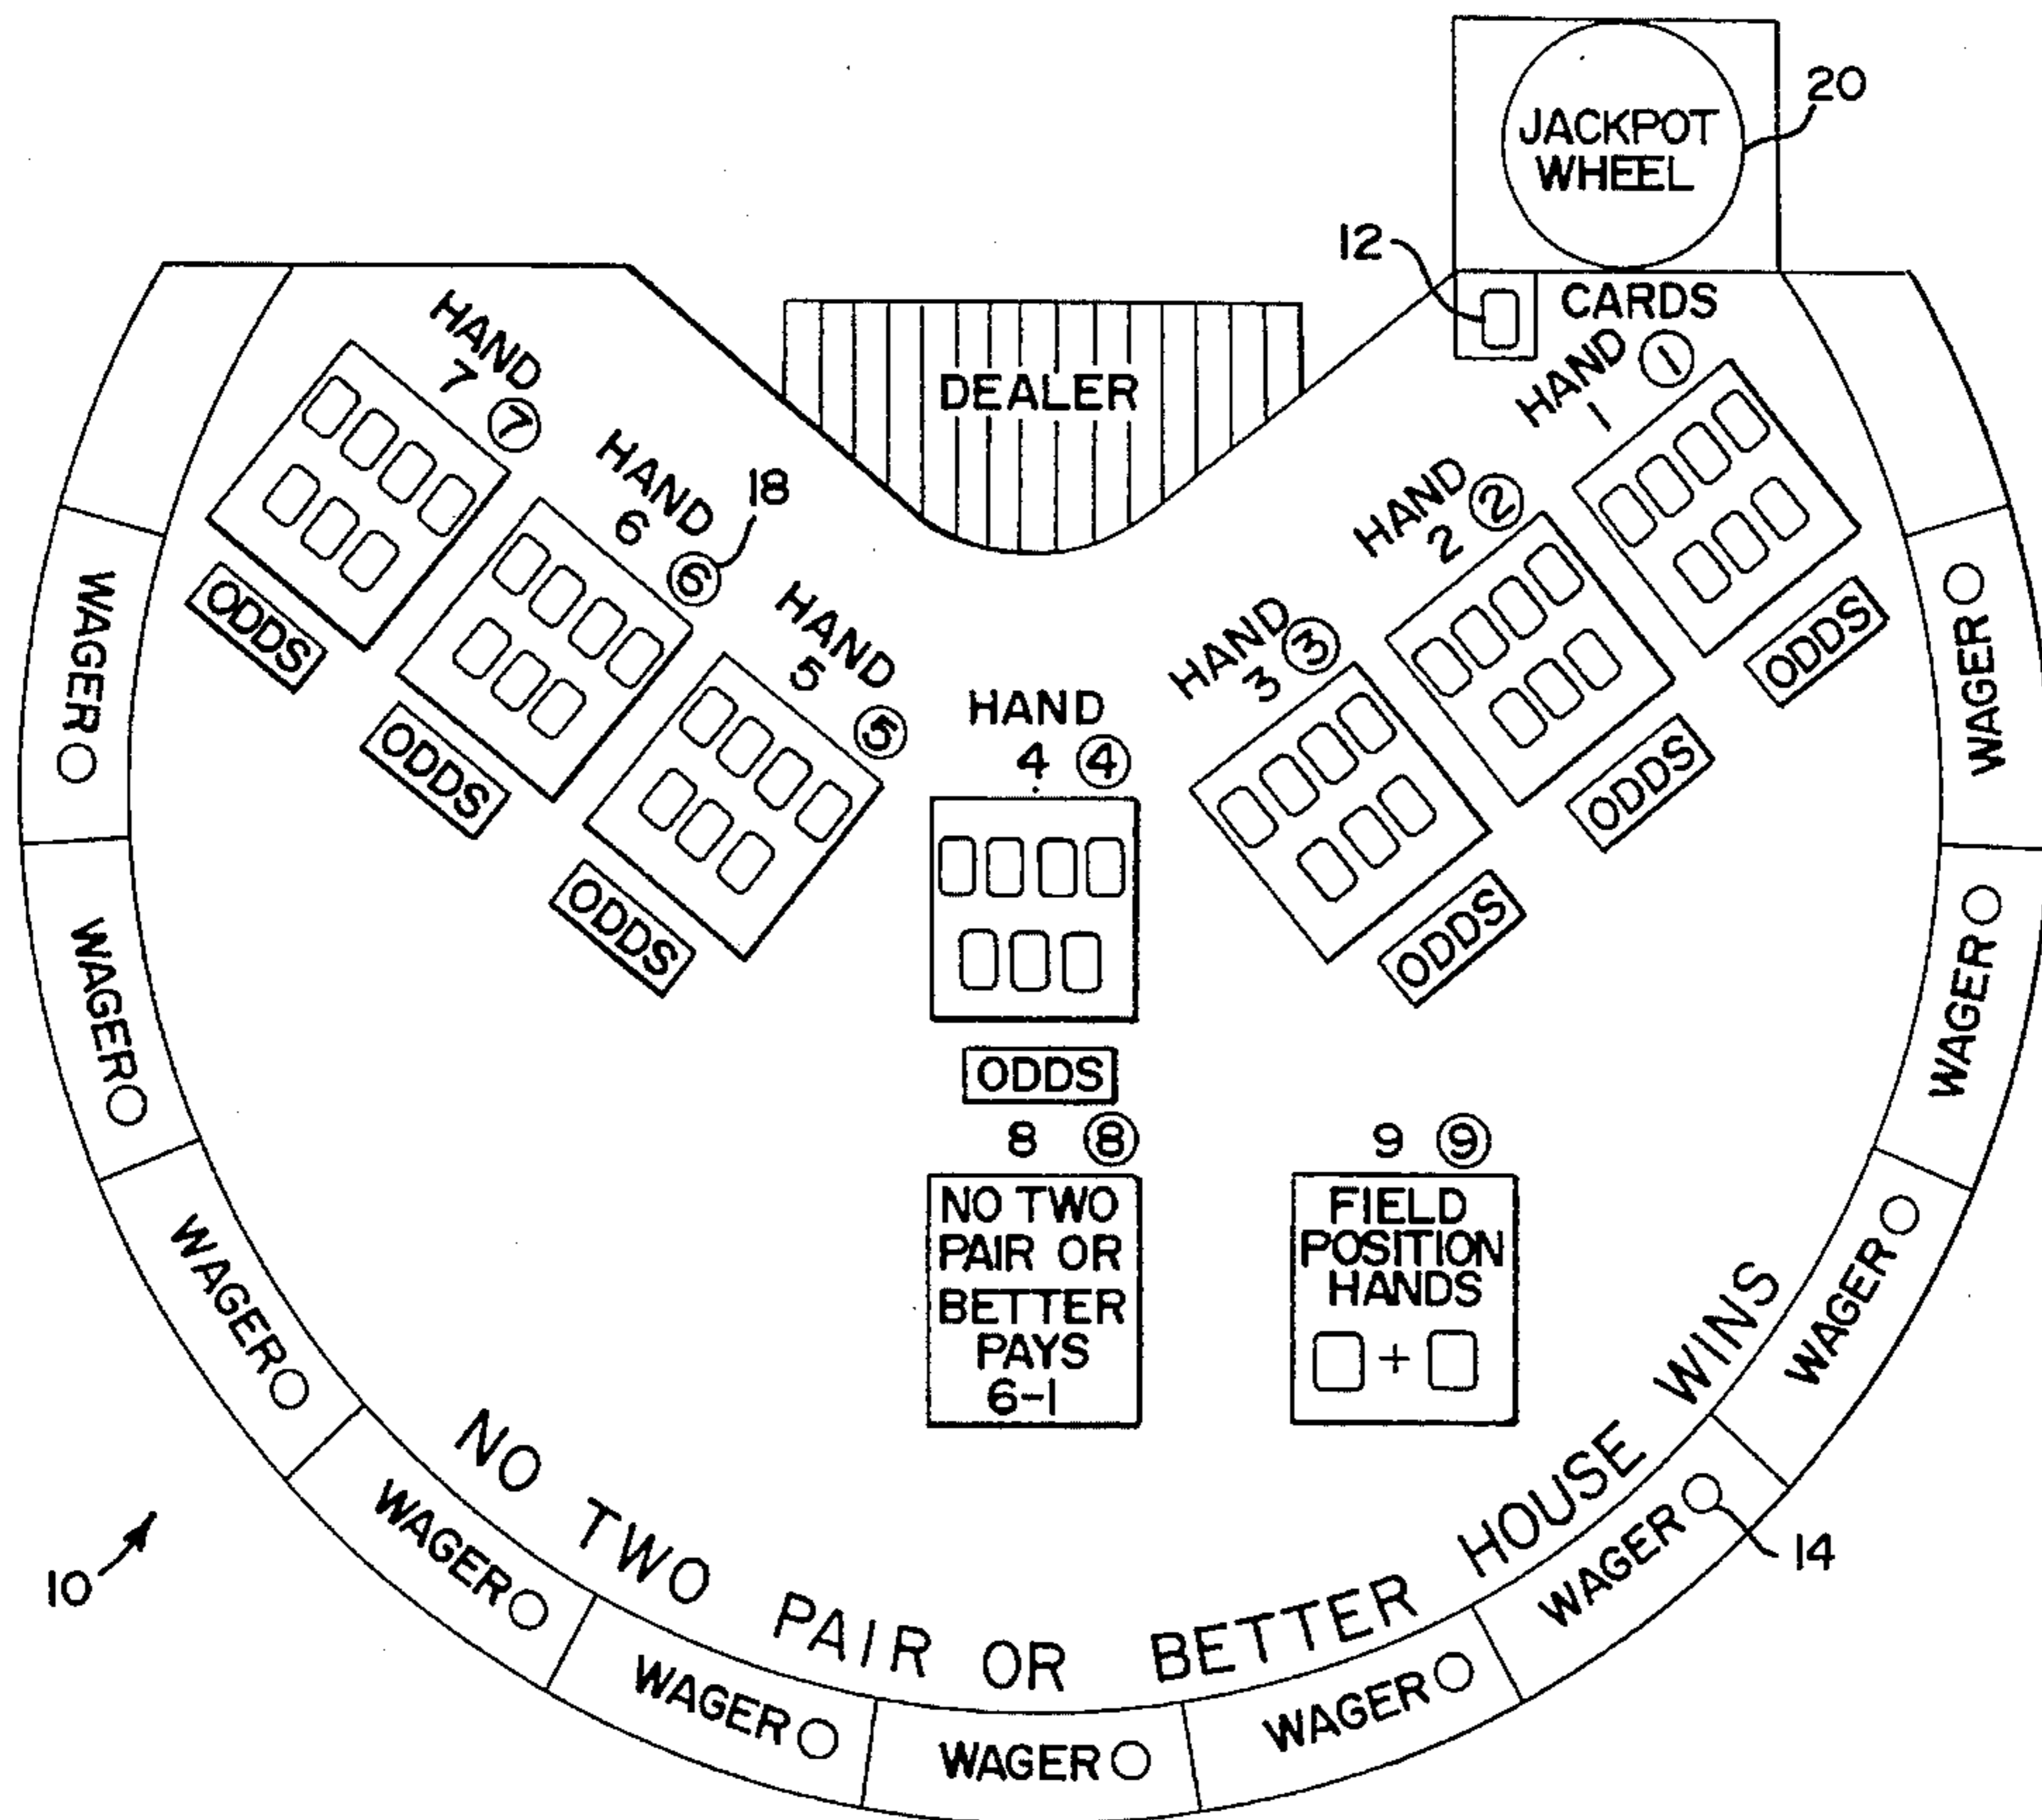 JACKPOT
WHEEL
20
12
CARDS
DEALER
HAND
1 ①
ODDS
HAND
2 ②
ODDS
HAND
3 ③
ODDS
HAND
4 ④
ODDS
HAND
5 ⑤
ODDS
HAND
6 ⑥
18
ODDS
HAND
7 ⑦
ODDS
8 ⑧
NO TWO
PAIR OR
BETTER
PAYS
6-1
9 ⑨
FIELD
POSITION
HANDS
+
NO TWO PAIR OR BETTER HOUSE WINS
WAGER
WAGER
WAGER
WAGER
WAGER
WAGER
WAGER
WAGER
WAGER
WAGER
WAGER
14
10